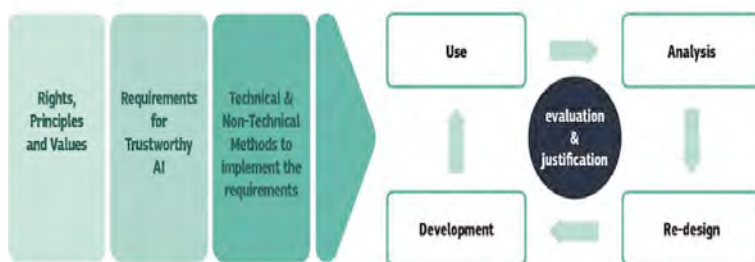 Rights,
Principles
and Values
Requirements
for
Trustworthy
AI
Technical &
Non-Technical
Methods to
implement the
requirements
Use
Analysis
evaluation
&
justification
Development
Re-design